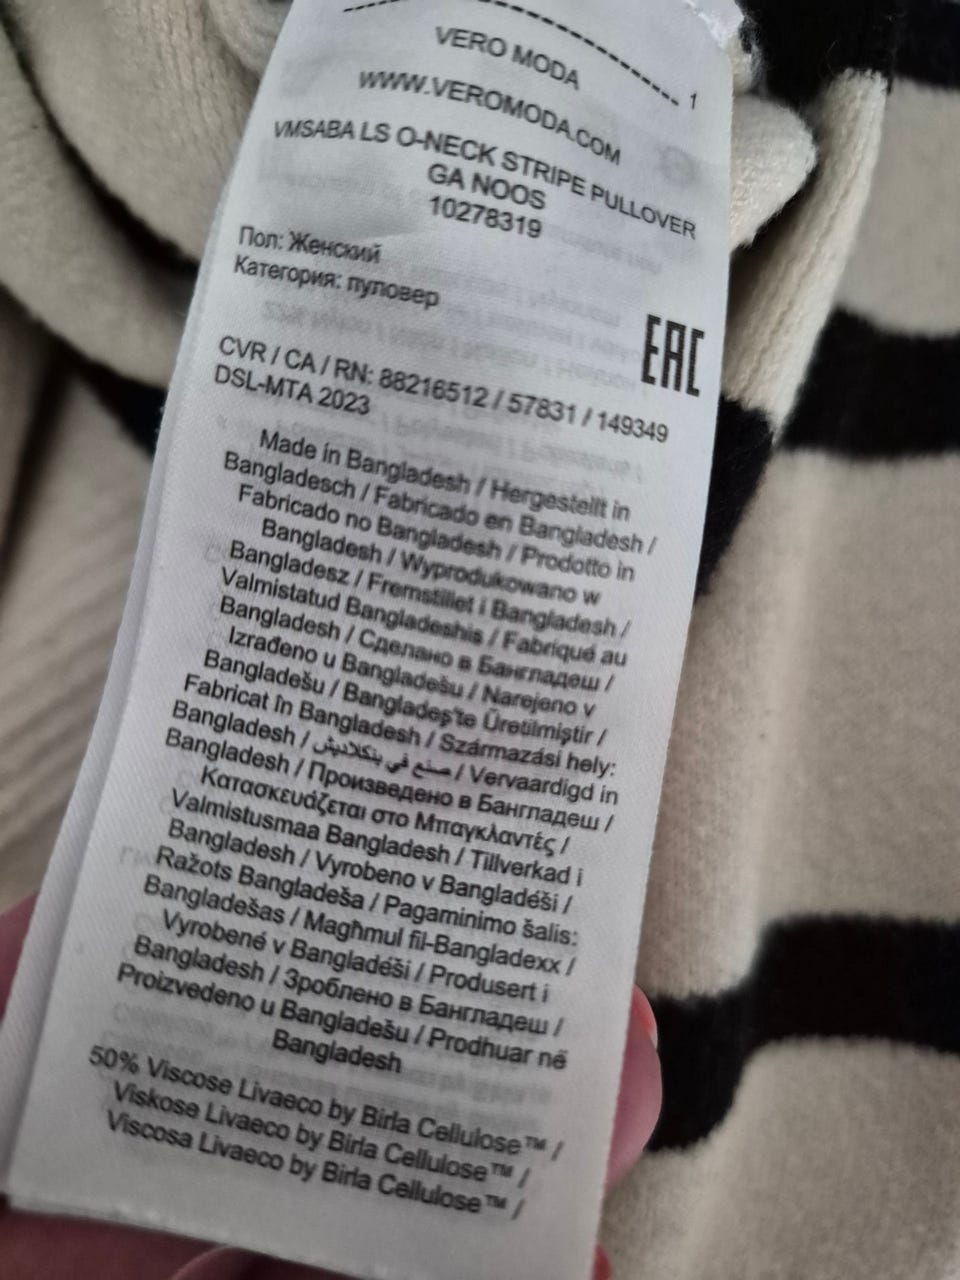 1
VERO MODA
WWW.VEROMODA.COM
VMSABA LS O-NECK STRIPE PULLOVER
GA NOOS
10278319
Пол: Женский
Категория: пуловер
EAC
CVR / CA / RN: 88216512 / 57831 / 149349
DSL-MTA 2023
Made in Bangladesh / Hergestellt in
Bangladesch / Fabricado en Bangladesh /
Fabricado no Bangladesh / Prodotto in
Bangladesh / Wyprodukowano w
Bangladesz / Fremstillet i Bangladesh /
Valmistatud Bangladeshis / Fabriqué au
Bangladesh / Сделано в Бангладеш /
Izrađeno u Bangladešu / Narejeno v
Bangladešu / Bangladeş'te Üretilmiştir /
Fabricat în Bangladesh / Származási hely:
Bangladesh / صنع في بنكلاديش / Vervaardigd in
Bangladesh / Произведено в Бангладеш /
Κατασκευάζεται στο Μπαγκλαντές /
Valmistusmaa Bangladesh / Tillverkad i
Bangladesh / Vyrobeno v Bangladéši /
Ražots Bangladeša / Pagaminimo šalis:
Bangladešas / Magħmul fil-Bangladexx /
Vyrobené v Bangladéši / Produsert i
Bangladesh / Зроблено в Бангладеш /
Proizvedeno u Bangladešu / Prodhuar në
Bangladesh
50% Viscose Livaeco by Birla Cellulose™ /
Viskose Livaeco by Birla Cellulose™ /
Viscosa Livaeco by Birla Cellulose™ /